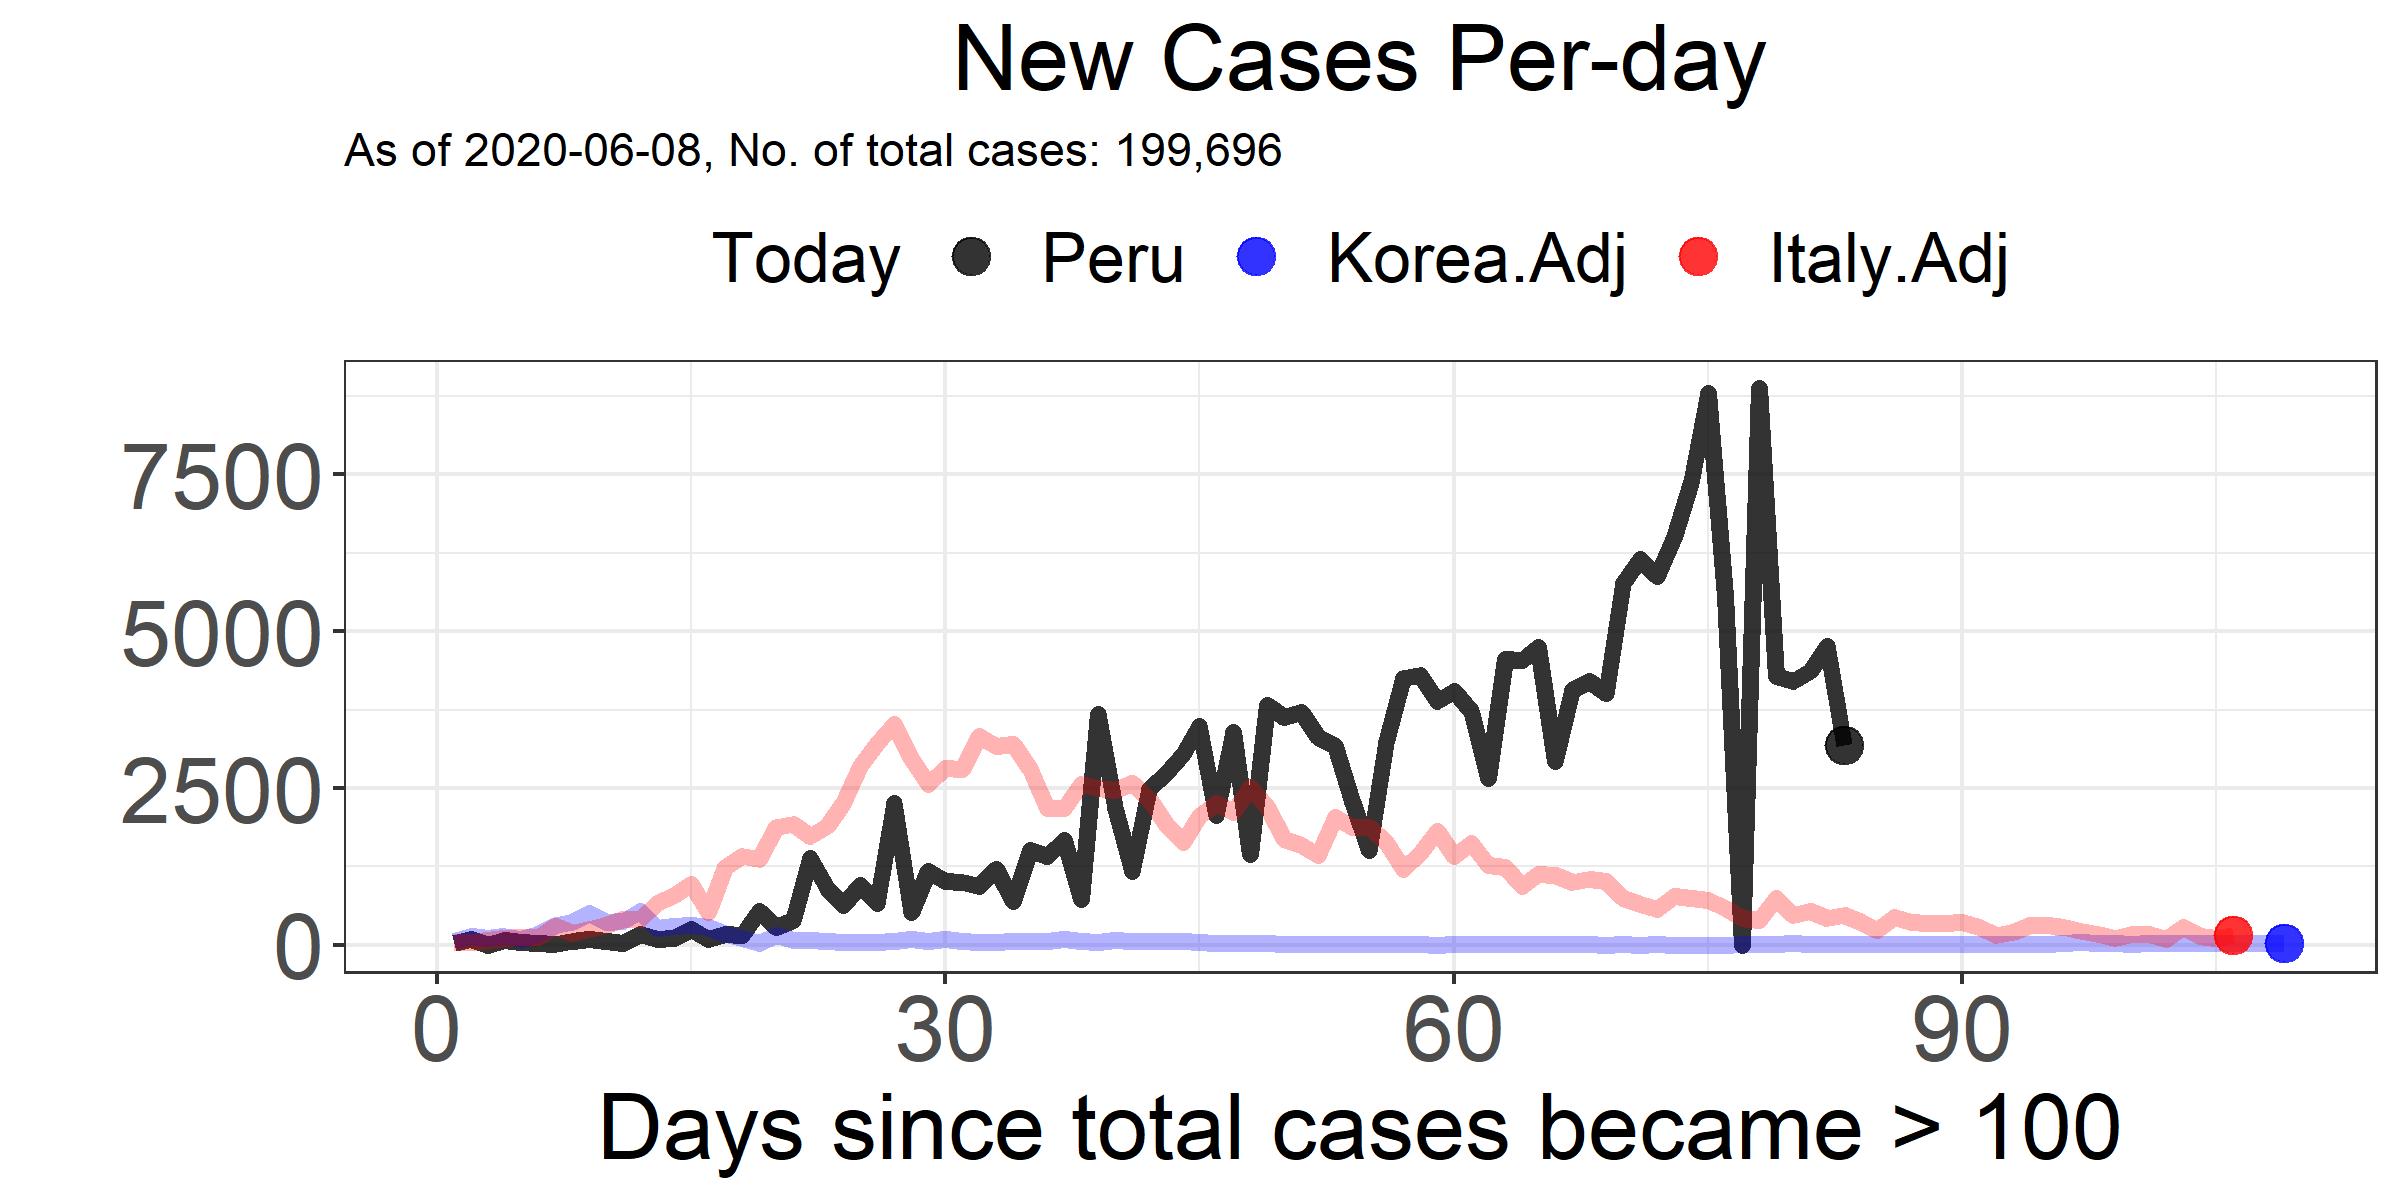 New Cases Per-day
As of 2020-06-08, No. of total cases: 199,696
Today Peru Korea.Adj Italy.Adj
7500
5000
2500
0
0 30 60 90
Days since total cases became > 100